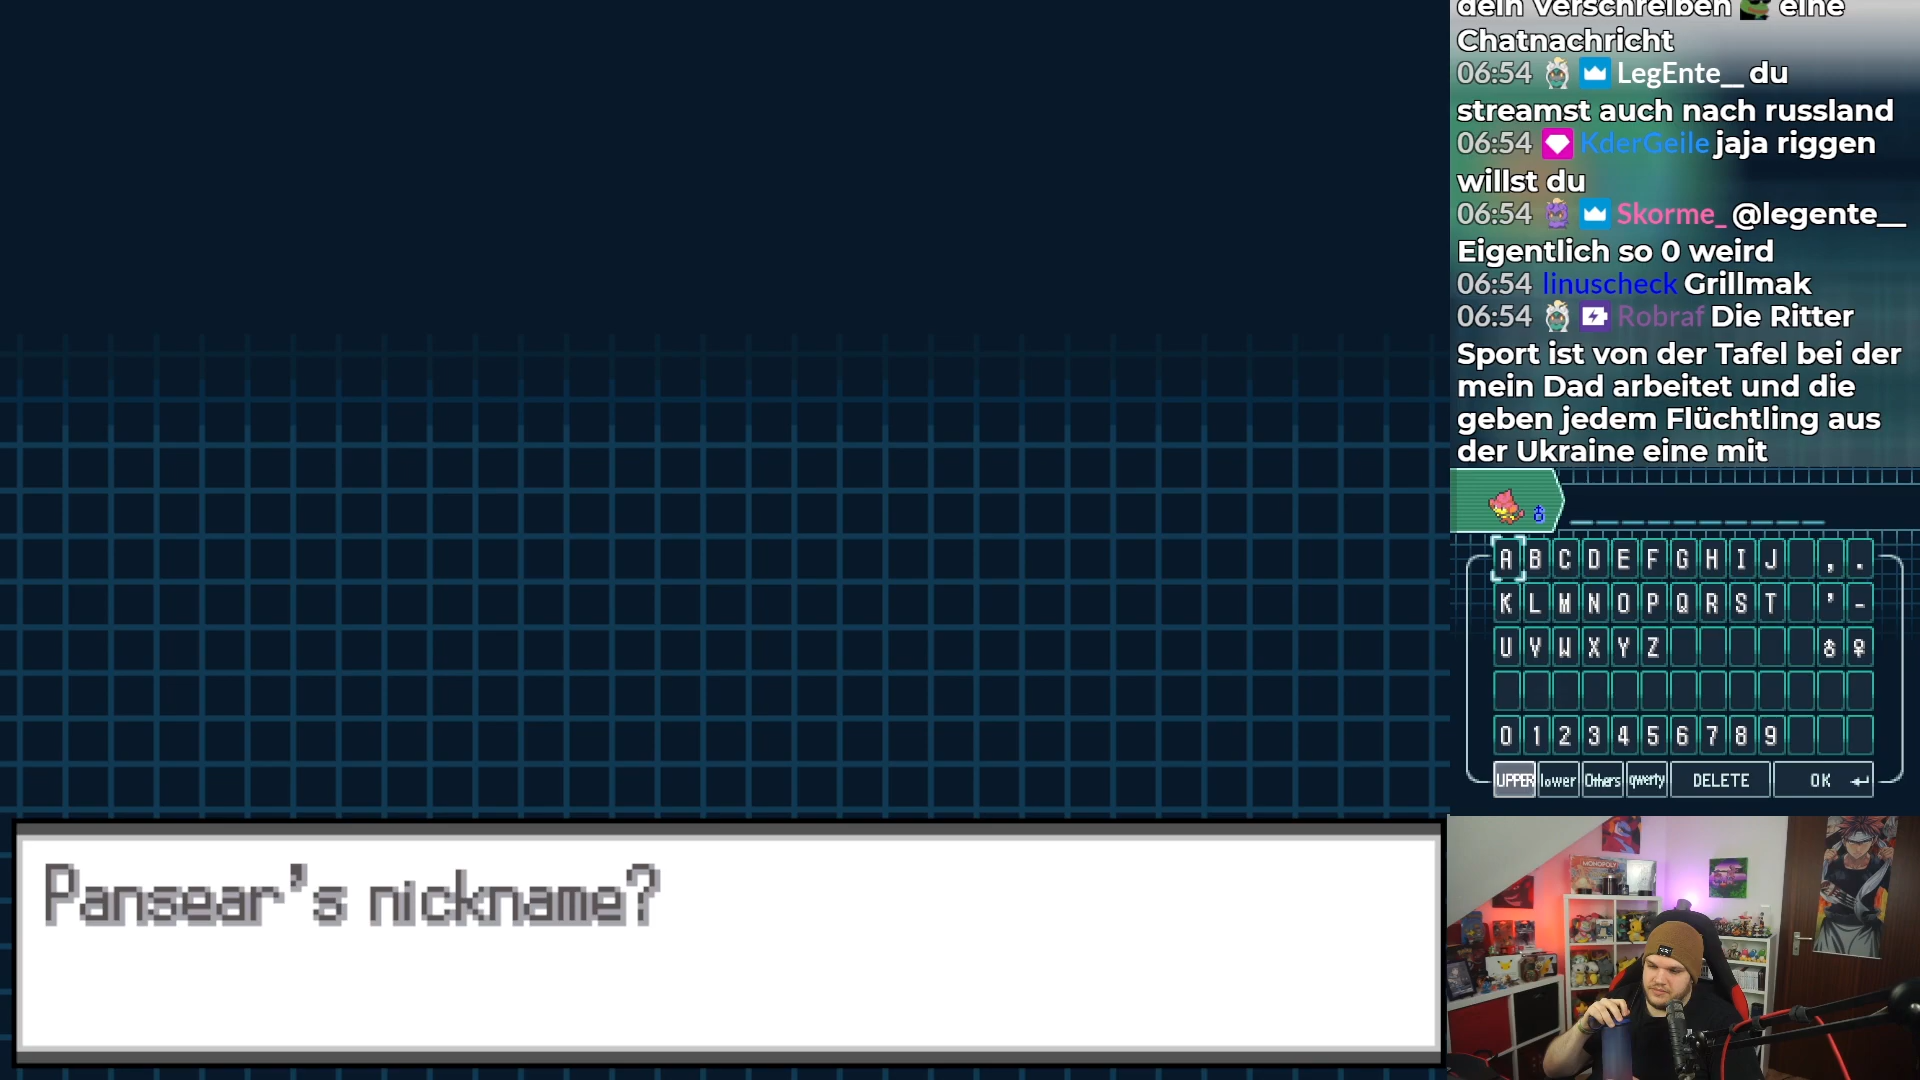 dein Verschreiben eine
Chatnachricht
06:54 LegEnte__ du
streamst auch nach russland
06:54 KderGeile jaja riggen
willst du
06:54 Skorme_ @legente__
Eigentlich so 0 weird
06:54 linuscheck Grillmak
06:54 Robraf Die Ritter
Sport ist von der Tafel bei der
mein Dad arbeitet und die
geben jedem Flüchtling aus
der Ukraine eine mit
A B C D E F G H I J , .
K L M N O P Q R S T ’ -
U V W X Y Z ♂ ♀
0 1 2 3 4 5 6 7 8 9
UPPER lower Others qwerty DELETE OK
Pansear’s nickname?
MONOPOLY